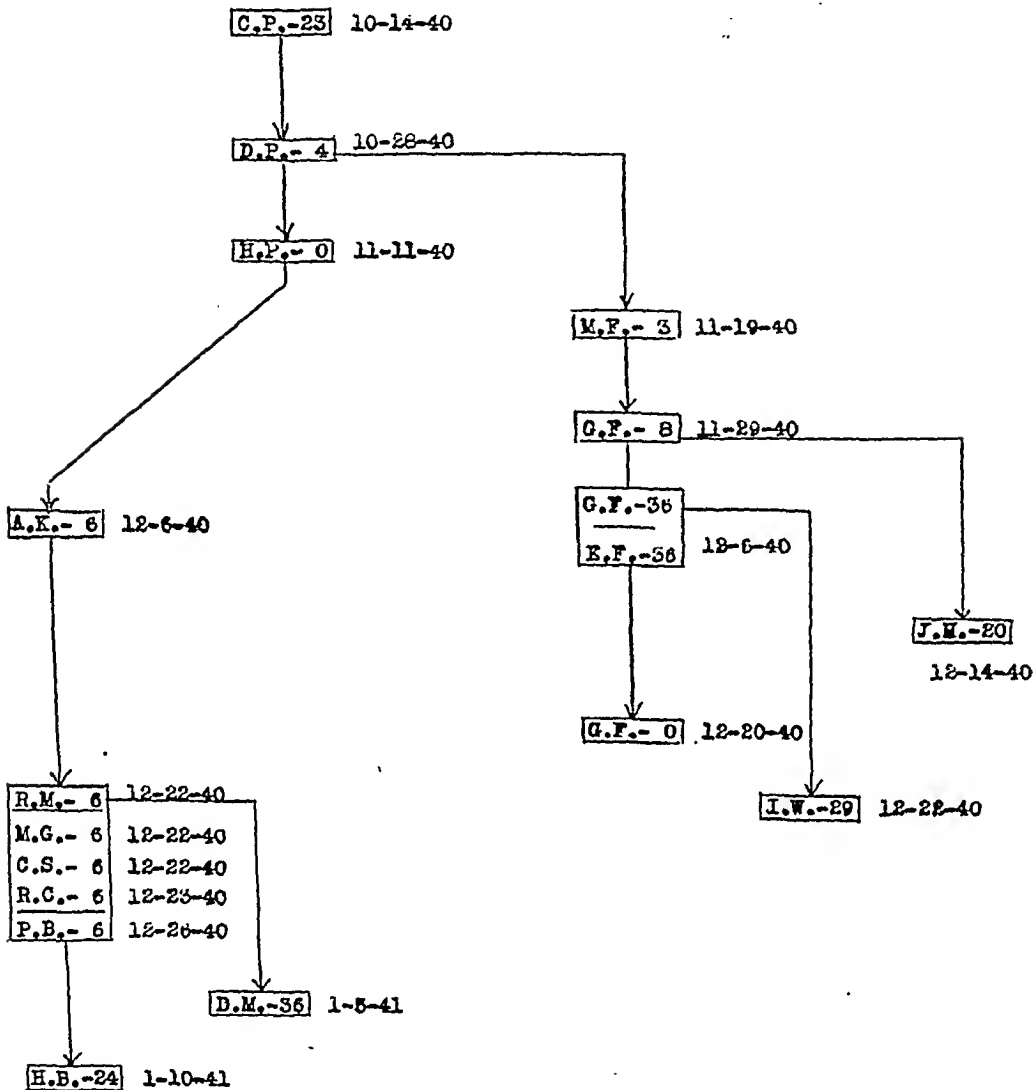 C.P.-23 10-14-40
D.P.- 4 10-28-40
H.P.- 0 11-11-40
M.F.- 3 11-19-40
G.F.- 8 11-29-40
G.F.-36
E.F.-36 12-6-40
A.K.- 6 12-6-40
J.M.-20
12-14-40
G.F.- 0 12-20-40
R.M.- 6 12-22-40
I.W.-29 12-22-40
M.G.- 6 12-22-40
C.S.- 6 12-22-40
R.C.- 6 12-23-40
P.B.- 6 12-26-40
D.M.-36 1-5-41
H.B.-24 1-10-41